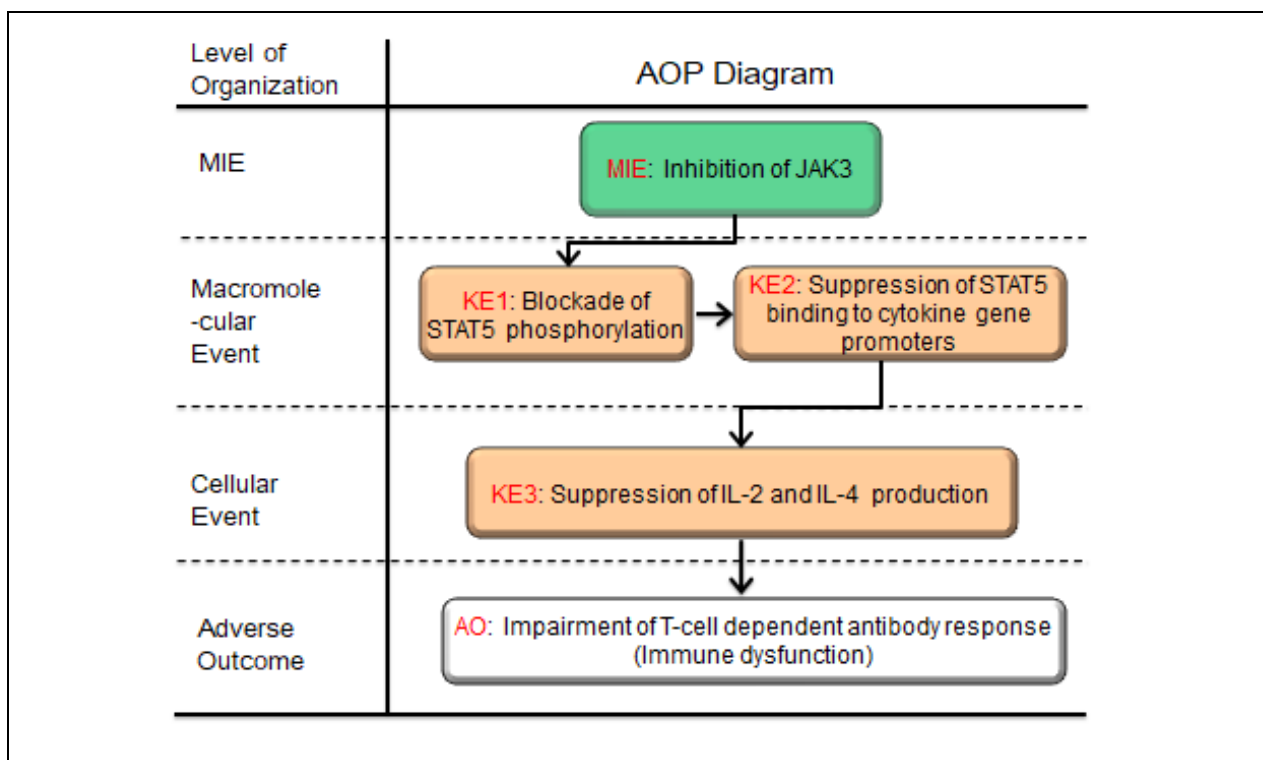 Level of
Organization
AOP Diagram
MIE
MIE: Inhibition of JAK3
Macromole
-cular
Event
KE1: Blockade of
STAT5 phosphorylation
KE2: Suppression of STAT5
binding to cytokine gene
promoters
Cellular
Event
KE3: Suppression of IL-2 and IL-4 production
Adverse
Outcome
AO: Impairment of T-cell dependent antibody response
(Immune dysfunction)